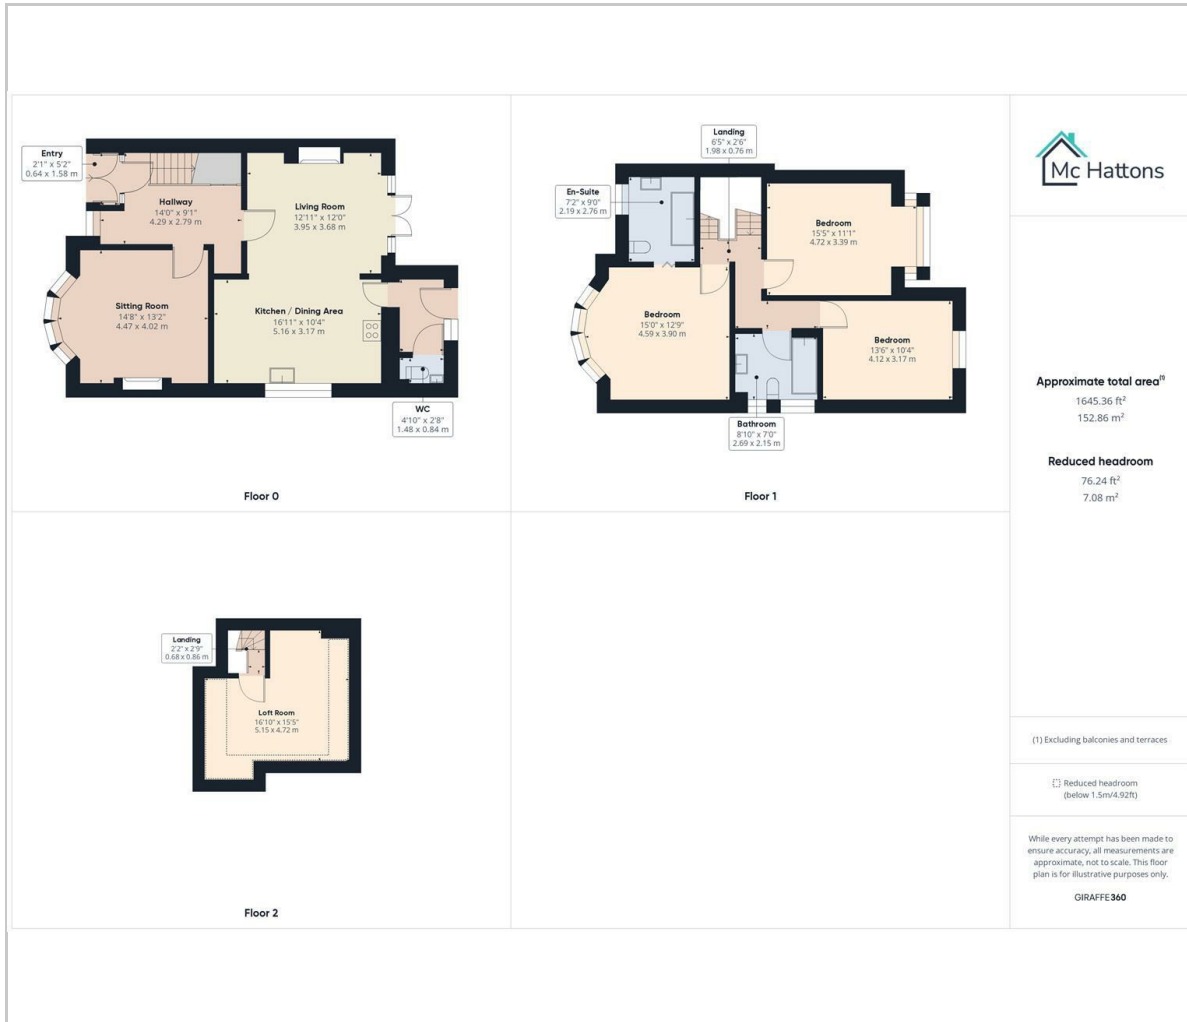 Entry
2'1" x 5'2"
0.64 x 1.58 m
Hallway
14'0" x 9'1"
4.29 x 2.79 m
Living Room
12'11" x 12'0"
3.95 x 3.68 m
Sitting Room
14'8" x 13'2"
4.47 x 4.02 m
Kitchen / Dining Area
16'11" x 10'4"
5.16 x 3.17 m
WC
4'10" x 2'8"
1.48 x 0.84 m
Floor 0
Landing
6'5" x 2'6"
1.98 x 0.76 m
En-Suite
7'2" x 9'0"
2.19 x 2.76 m
Bedroom
15'5" x 11'1"
4.72 x 3.39 m
Bedroom
15'0" x 12'9"
4.59 x 3.90 m
Bedroom
13'6" x 10'4"
4.12 x 3.17 m
Bathroom
8'10" x 7'0"
2.69 x 2.15 m
Floor 1
Landing
2'2" x 2'9"
0.68 x 0.86 m
Loft Room
16'10" x 15'5"
5.15 x 4.72 m
Floor 2
Mc Hattons
Approximate total area⁽¹⁾
1645.36 ft²
152.86 m²
Reduced headroom
76.24 ft²
7.08 m²
(1) Excluding balconies and terraces
Reduced headroom
(below 1.5m/4.92ft)
While every attempt has been made to
ensure accuracy, all measurements are
approximate, not to scale. This floor
plan is for illustrative purposes only.
GIRAFFE360